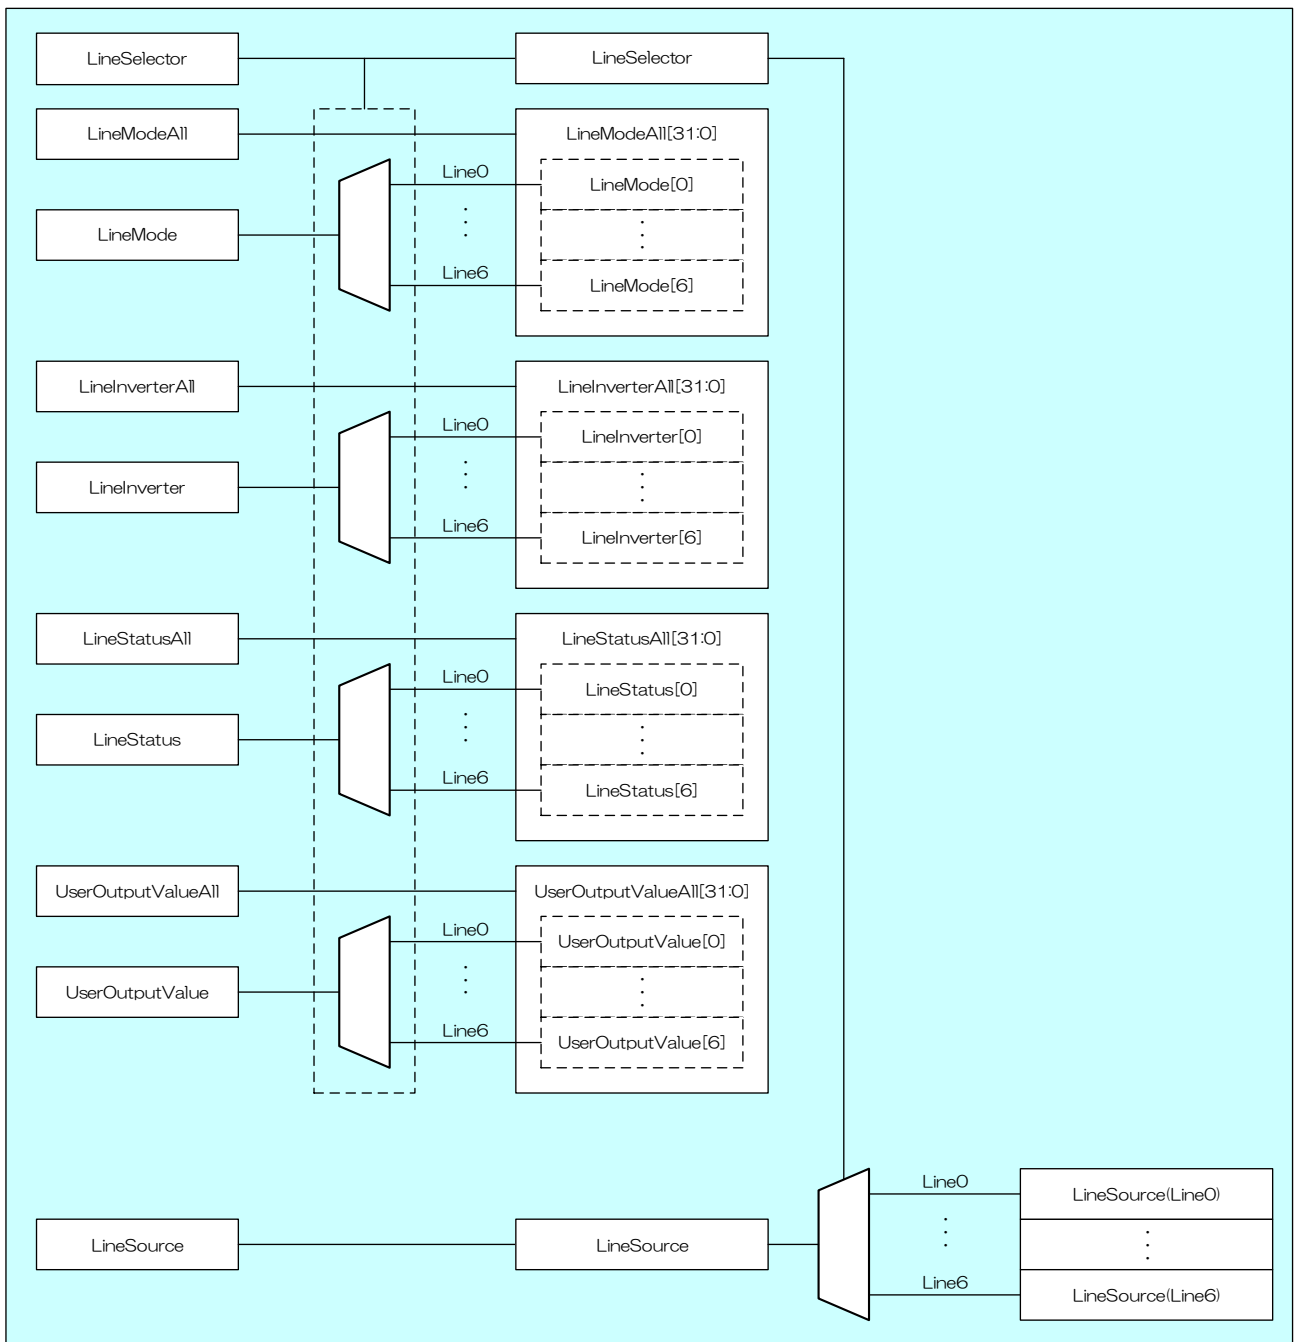 LineSelector
LineSelector
LineModeAll
LineModeAll[31:0]
Line0
LineMode[0]
LineMode
Line6
LineMode[6]
LineInverterAll
LineInverterAll[31:0]
Line0
LineInverter[0]
LineInverter
Line6
LineInverter[6]
LineStatusAll
LineStatusAll[31:0]
Line0
LineStatus[0]
LineStatus
Line6
LineStatus[6]
UserOutputValueAll
UserOutputValueAll[31:0]
Line0
UserOutputValue[0]
UserOutputValue
Line6
UserOutputValue[6]
Line0
LineSource(Line0)
LineSource
LineSource
Line6
LineSource(Line6)